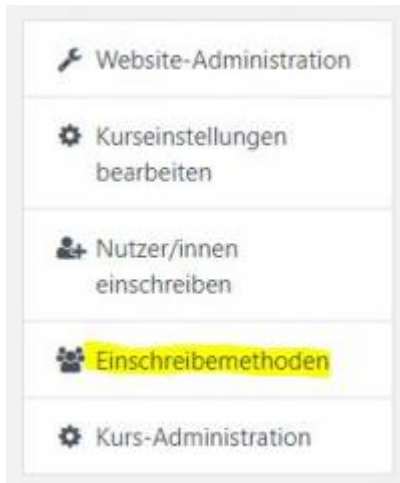 Website-Administration
Kurseinstellungen
bearbeiten
Nutzer/innen
einschreiben
Einschreibemethoden
Kurs-Administration